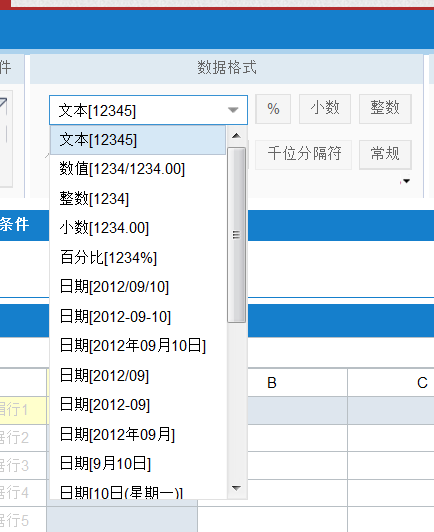 件
数据格式
文本[12345]
% 小数 整数
千位分隔符 常规
文本[12345]
数值[1234/1234.00]
整数[1234]
小数[1234.00]
百分比[1234%]
日期[2012/09/10]
日期[2012-09-10]
日期[2012年09月10日]
日期[2012/09]
日期[2012-09]
日期[2012年09月]
日期[9月10日]
日期[10日(星期一)]
条件
B C
行1
行2
行3
行4
行5